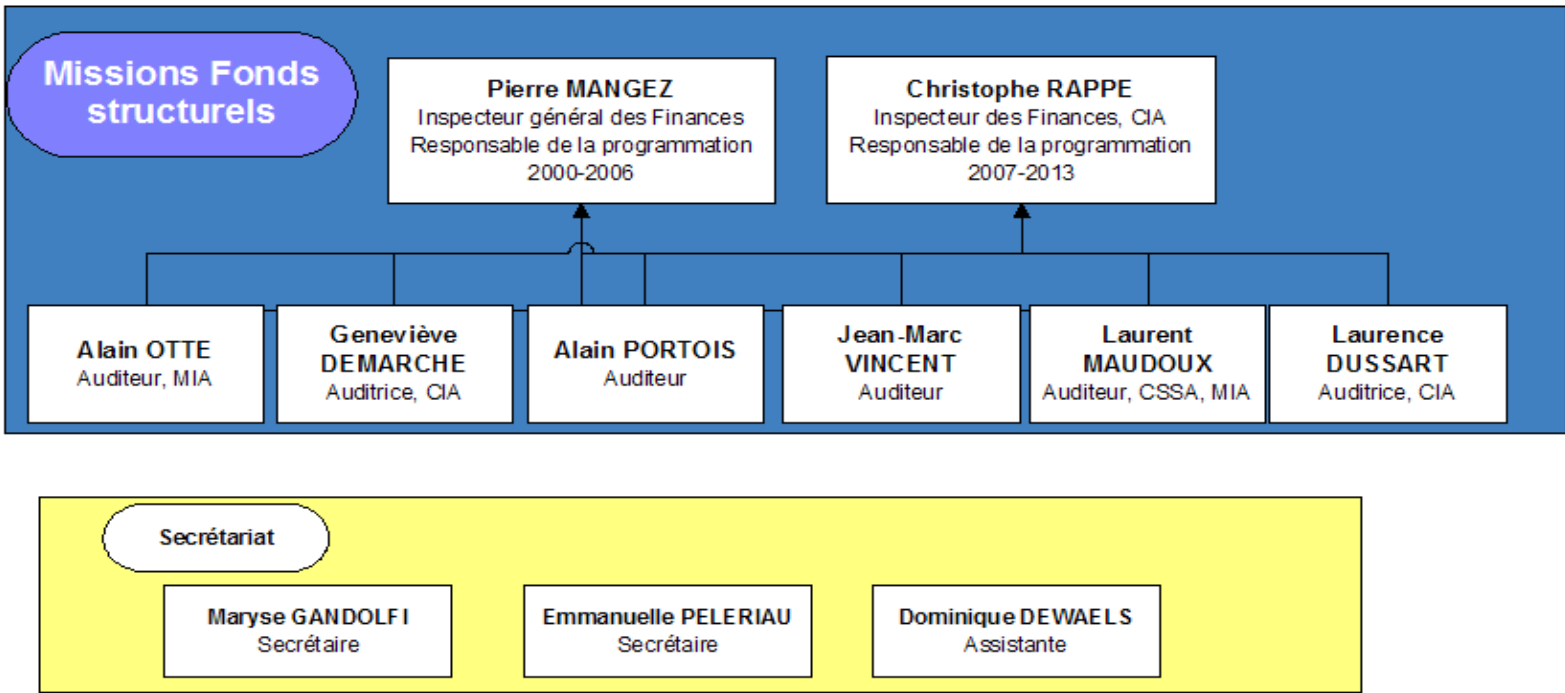 Missions Fonds
structurels
Pierre MANGEZ
Inspecteur général des Finances
Responsable de la programmation
2000-2006
Christophe RAPPE
Inspecteur des Finances, CIA
Responsable de la programmation
2007-2013
Alain OTTE
Auditeur, MIA
Geneviève
DEMARCHE
Auditrice, CIA
Alain PORTOIS
Auditeur
Jean-Marc
VINCENT
Auditeur
Laurent
MAUDOUX
Auditeur, CSSA, MIA
Laurence
DUSSART
Auditrice, CIA
Secrétariat
Maryse GANDOLFI
Secrétaire
Emmanuelle PELERIAU
Secrétaire
Dominique DEWAELS
Assistante